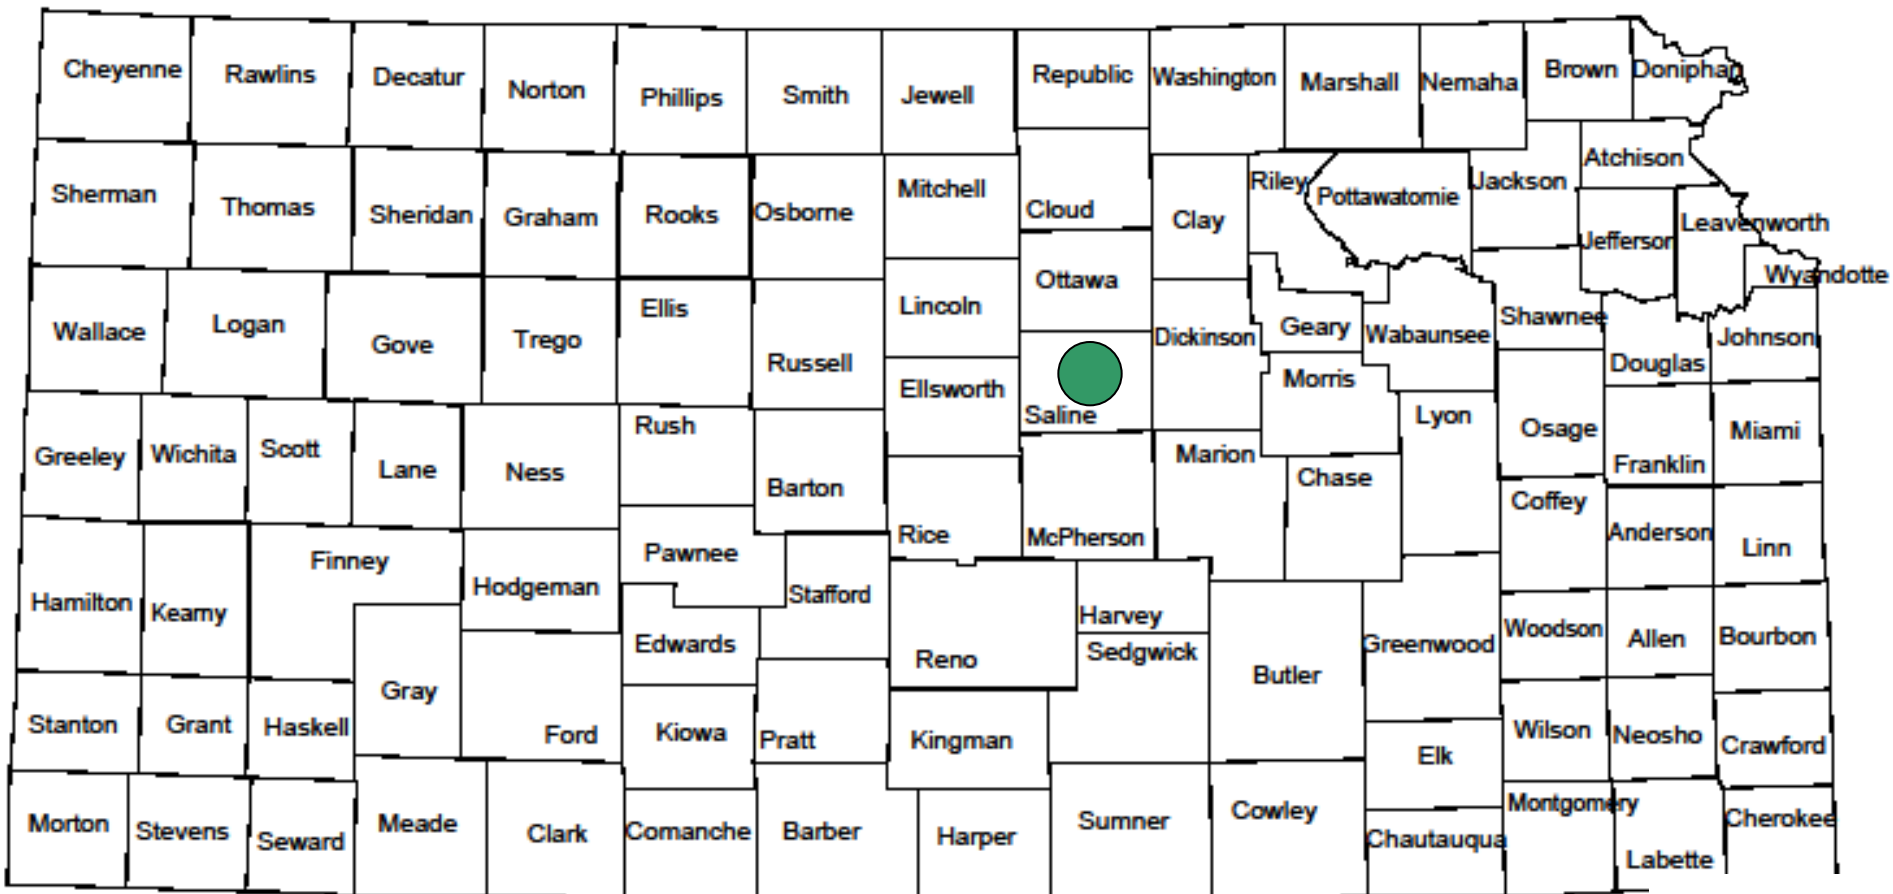 Cheyenne
Rawlins
Decatur
Norton
Phillips
Smith
Jewell
Republic
Washington
Marshall
Nemaha
Brown
Doniphan
Sherman
Thomas
Sheridan
Graham
Rooks
Osborne
Mitchell
Cloud
Clay
Riley
Pottawatomie
Jackson
Atchison
Jefferson
Leavenworth
Wyandotte
Wallace
Logan
Gove
Trego
Ellis
Russell
Lincoln
Ottawa
Dickinson
Geary
Wabaunsee
Shawnee
Douglas
Johnson
Ellsworth
Saline
Morris
Lyon
Osage
Franklin
Miami
Greeley
Wichita
Scott
Lane
Ness
Rush
Barton
Rice
McPherson
Marion
Chase
Coffey
Anderson
Linn
Hamilton
Kearny
Finney
Hodgeman
Pawnee
Stafford
Edwards
Reno
Harvey
Sedgwick
Butler
Greenwood
Woodson
Allen
Bourbon
Stanton
Grant
Haskell
Gray
Ford
Kiowa
Pratt
Kingman
Elk
Wilson
Neosho
Crawford
Morton
Stevens
Seward
Meade
Clark
Comanche
Barber
Harper
Sumner
Cowley
Chautauqua
Montgomery
Labette
Cherokee